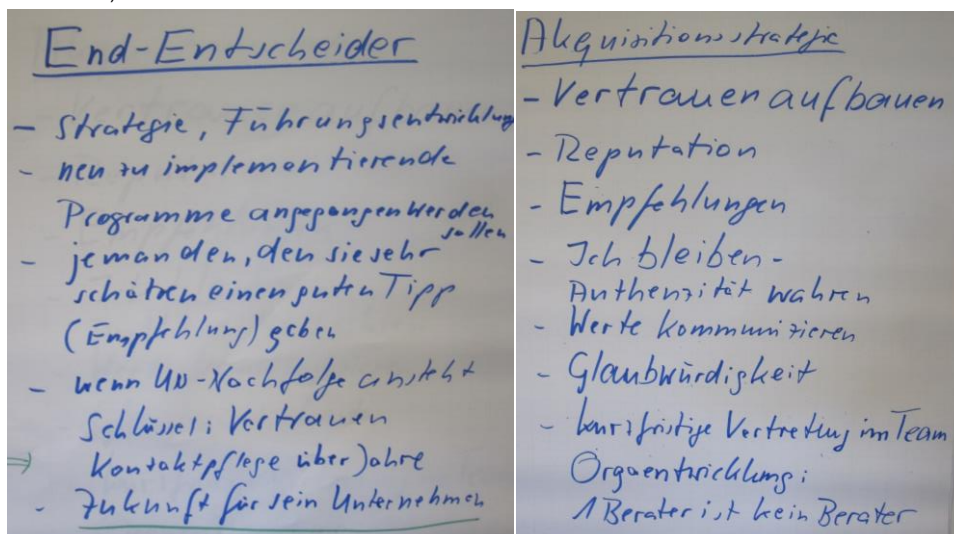 End-Entscheider
- Strategie, Führungsentwicklung
- neu zu implementierende
Programme angegangen werden
sollen
- jemanden, den sie sehr
schätzen einen guten Tipp
(Empfehlung) geben
- wenn UN-Nachfolge ansteht
Schlüssel: Vertrauen
⇒ Kontaktpflege über Jahre
- Zukunft für sein Unternehmen
Akquisitionsstrategie
- Vertrauen aufbauen
- Reputation
- Empfehlungen
- Ich bleiben -
Authenzität wahren
- Werte kommunizieren
- Glaubwürdigkeit
- kurzfristige Vertretung im Team
Orgaentwicklung:
1 Berater ist kein Berater